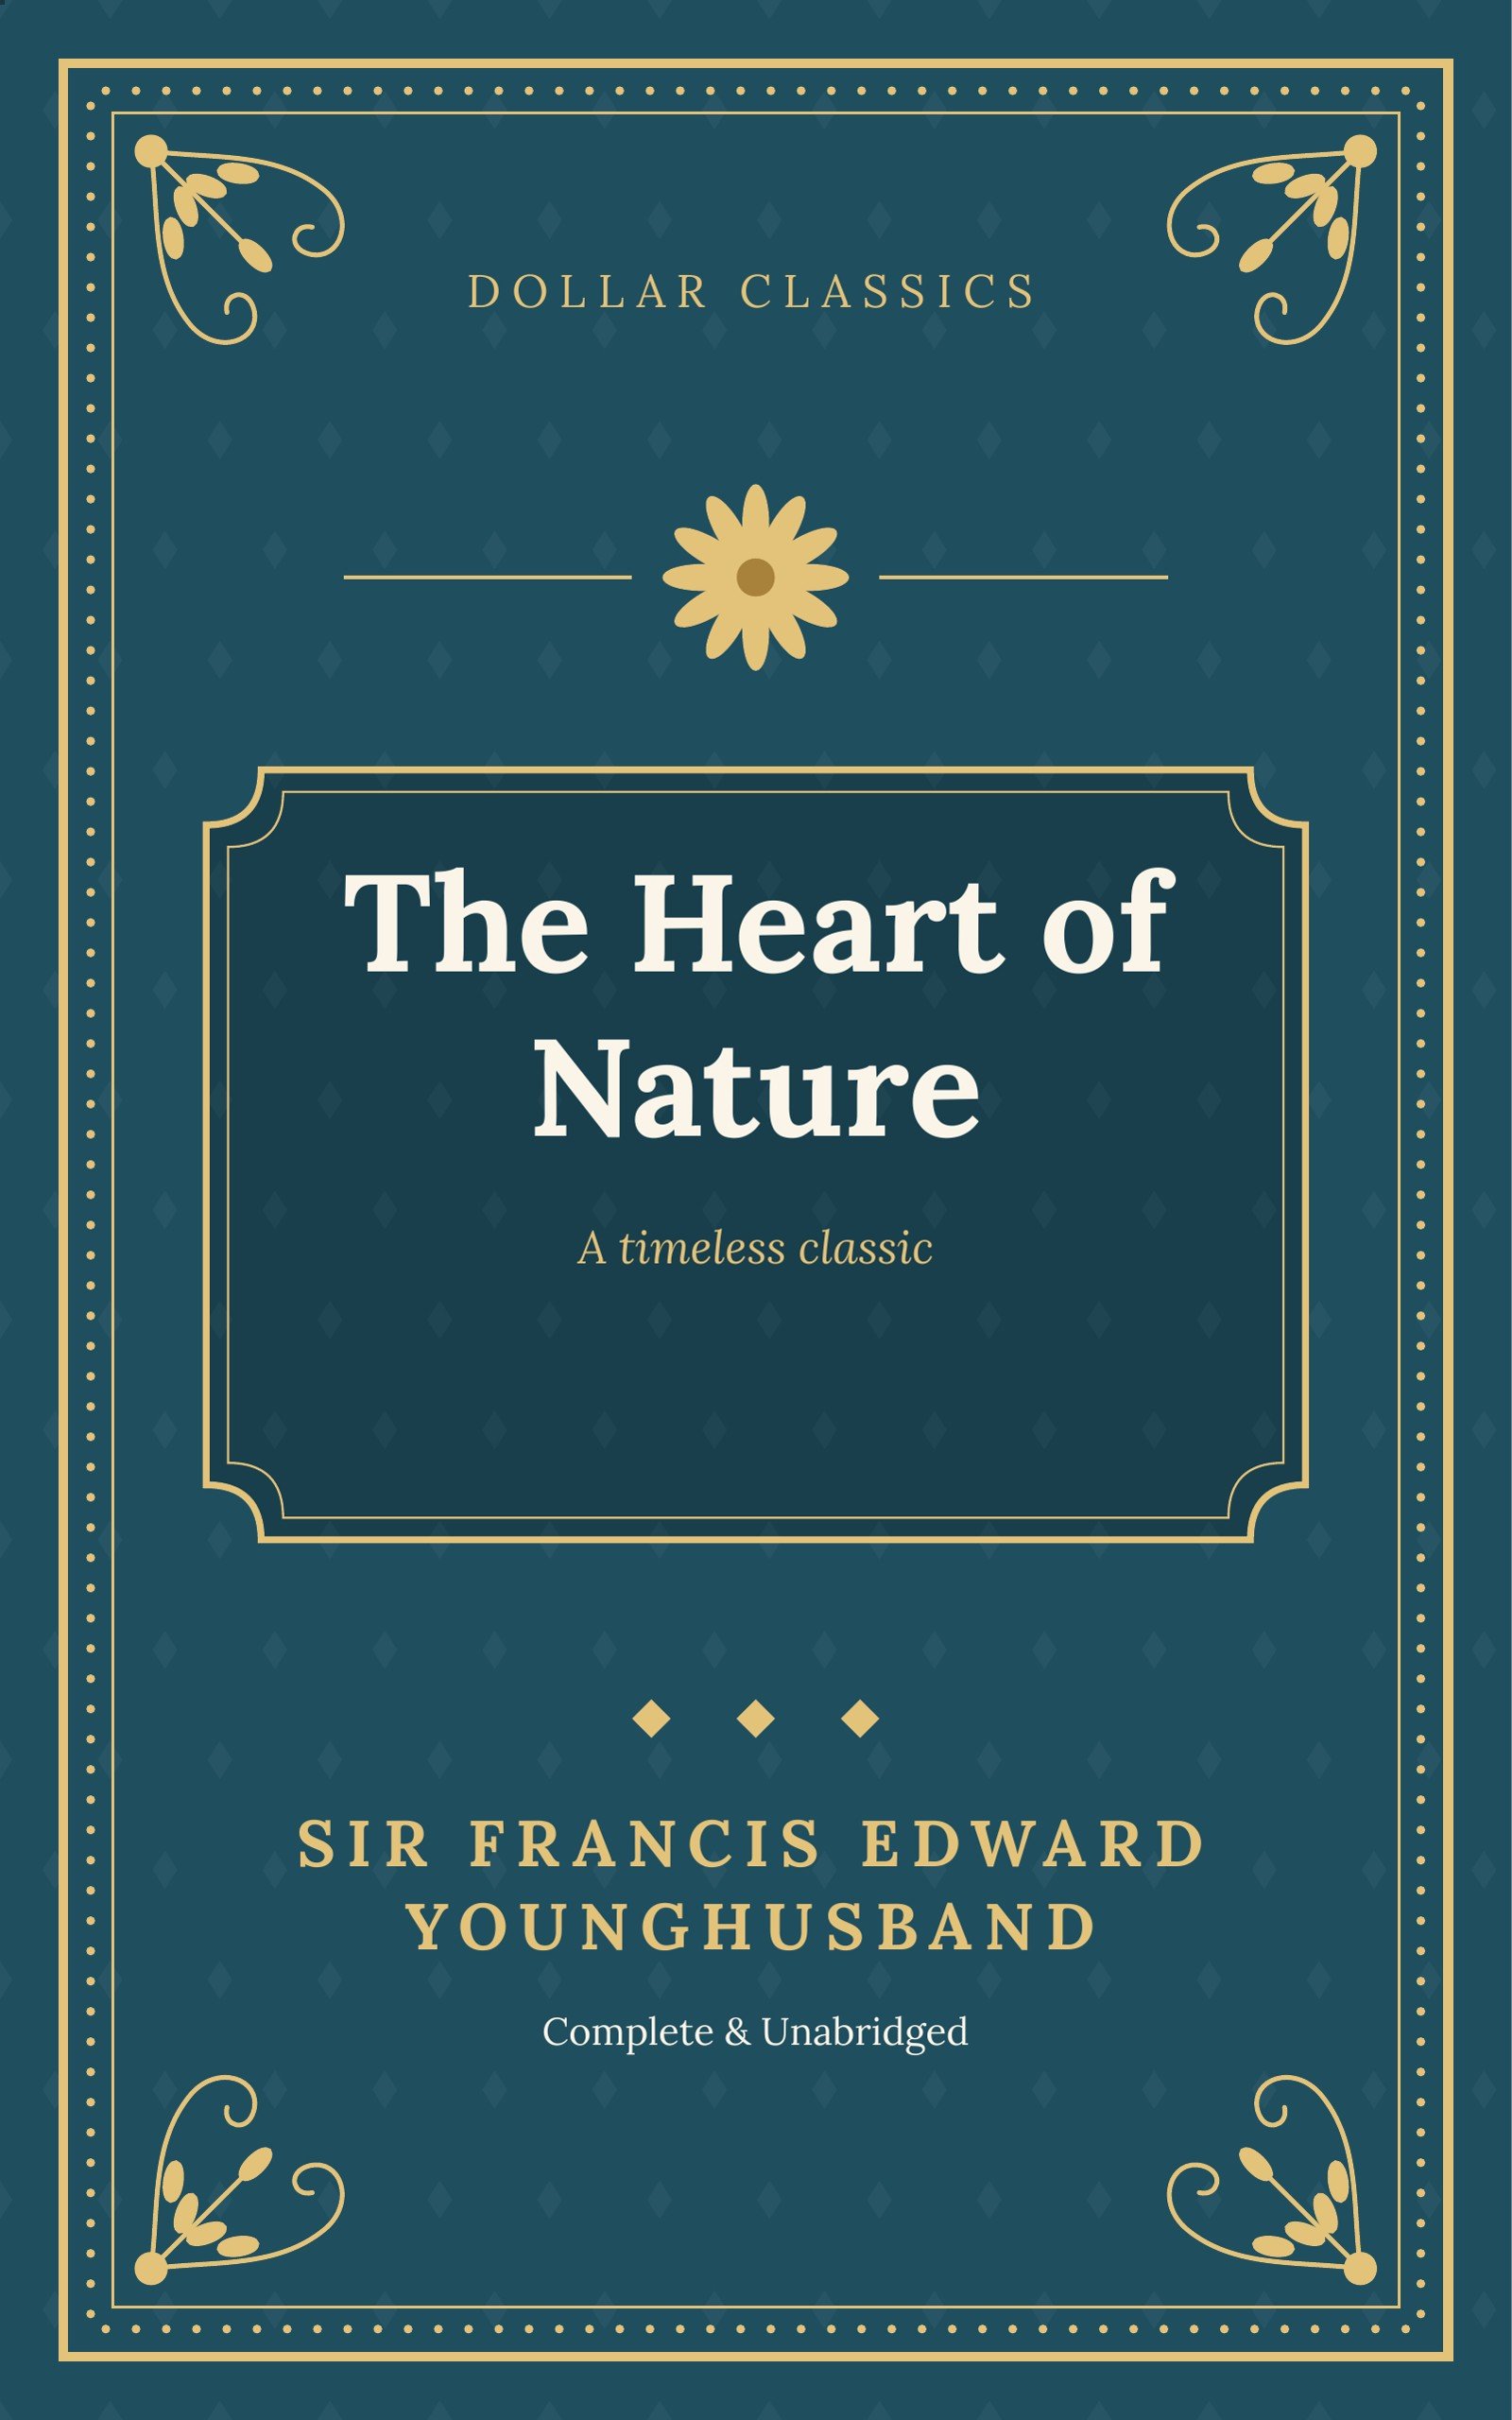 DOLLAR CLASSICS
The Heart of
Nature
A timeless classic
SIR FRANCIS EDWARD
YOUNGHUSBAND
Complete & Unabridged